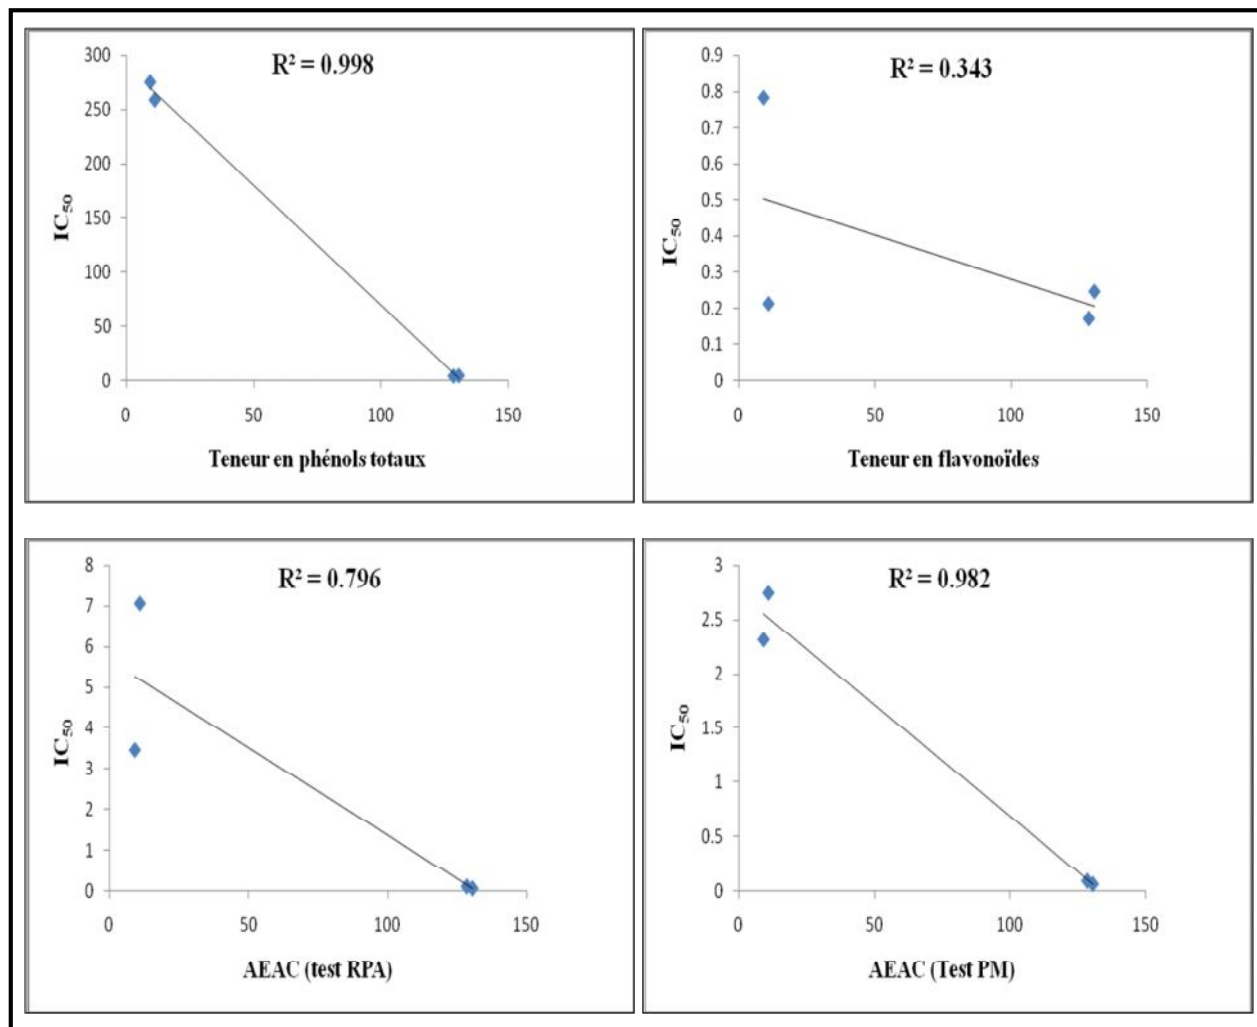 R² = 0.998
300
250
200
150
100
50
0
IC₅₀
0 50 100 150
Teneur en phénols totaux
R² = 0.343
0.9
0.8
0.7
0.6
0.5
0.4
0.3
0.2
0.1
0
IC₅₀
0 50 100 150
Teneur en flavonoïdes
R² = 0.796
8
7
6
5
4
3
2
1
0
IC₅₀
0 50 100 150
AEAC (test RPA)
R² = 0.982
3
2.5
2
1.5
1
0.5
0
IC₅₀
0 50 100 150
AEAC (Test PM)